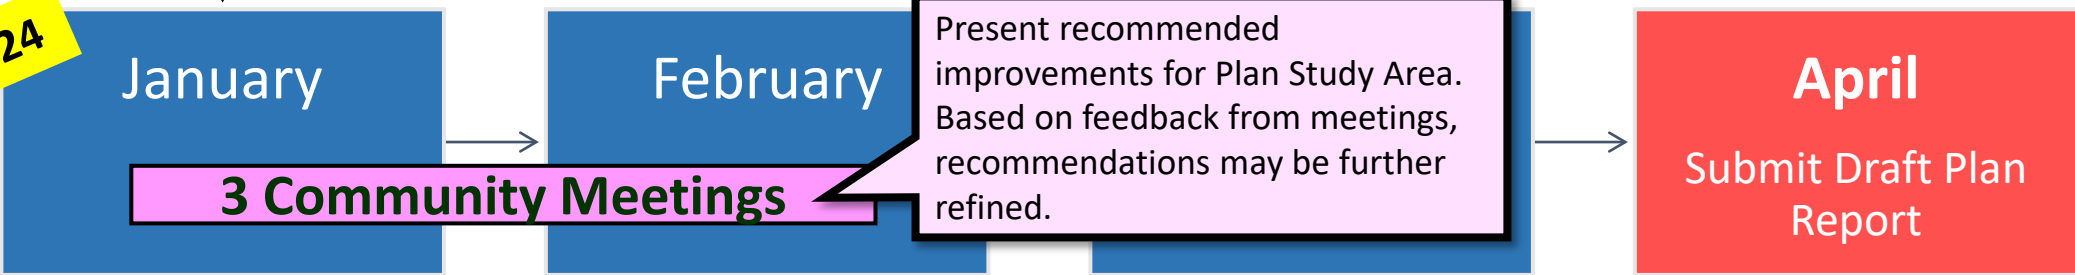 24
January
February
3 Community Meetings
Present recommended
improvements for Plan Study Area.
Based on feedback from meetings,
recommendations may be further
refined.
April
Submit Draft Plan
Report